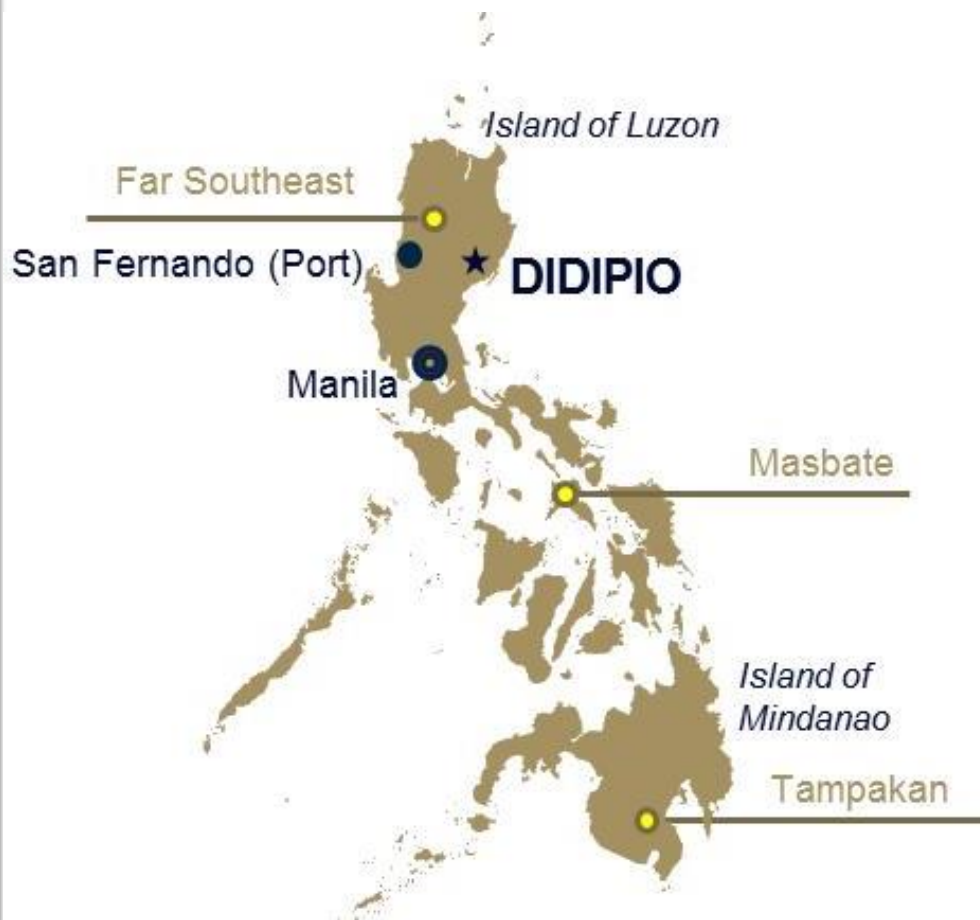 Island of Luzon
Far Southeast
San Fernando (Port)
DIDIPIO
Manila
Masbate
Island of
Mindanao
Tampakan